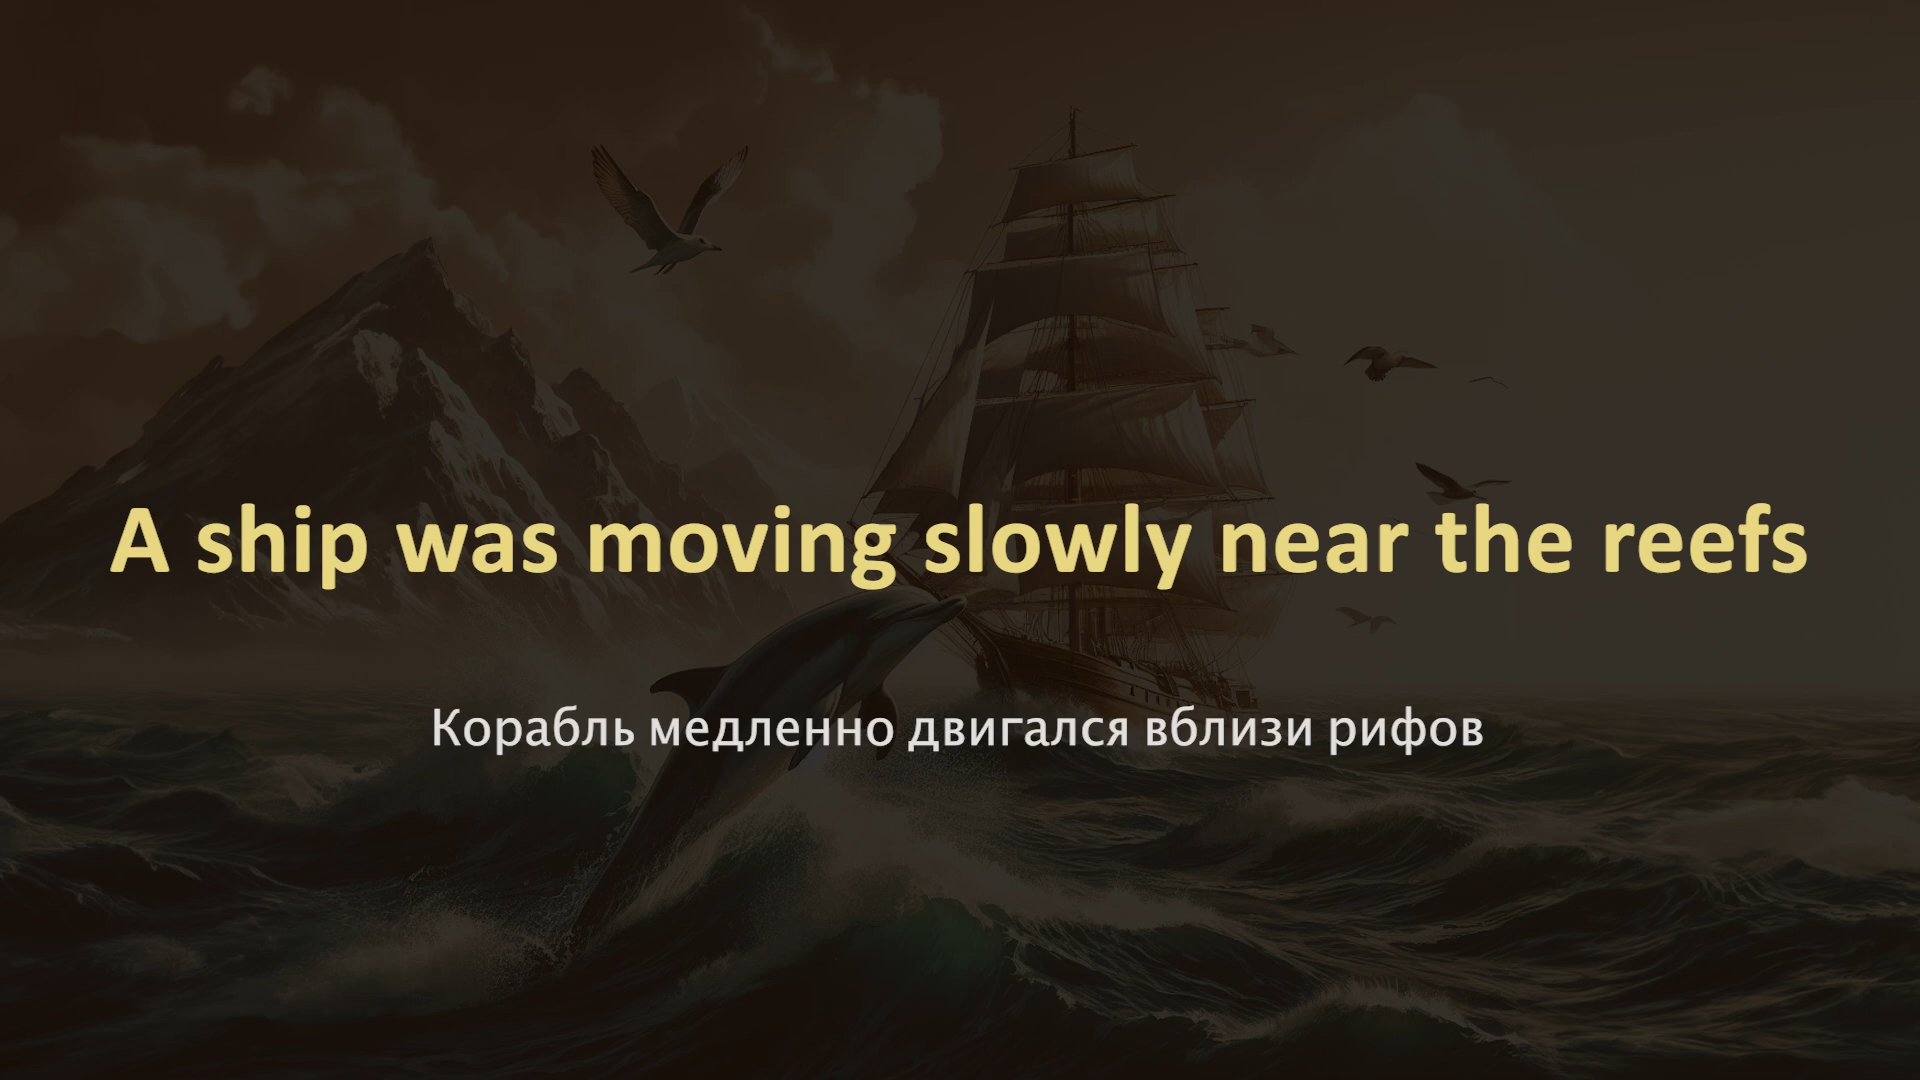 A ship was moving slowly near the reefs
Корабль медленно двигался вблизи рифов